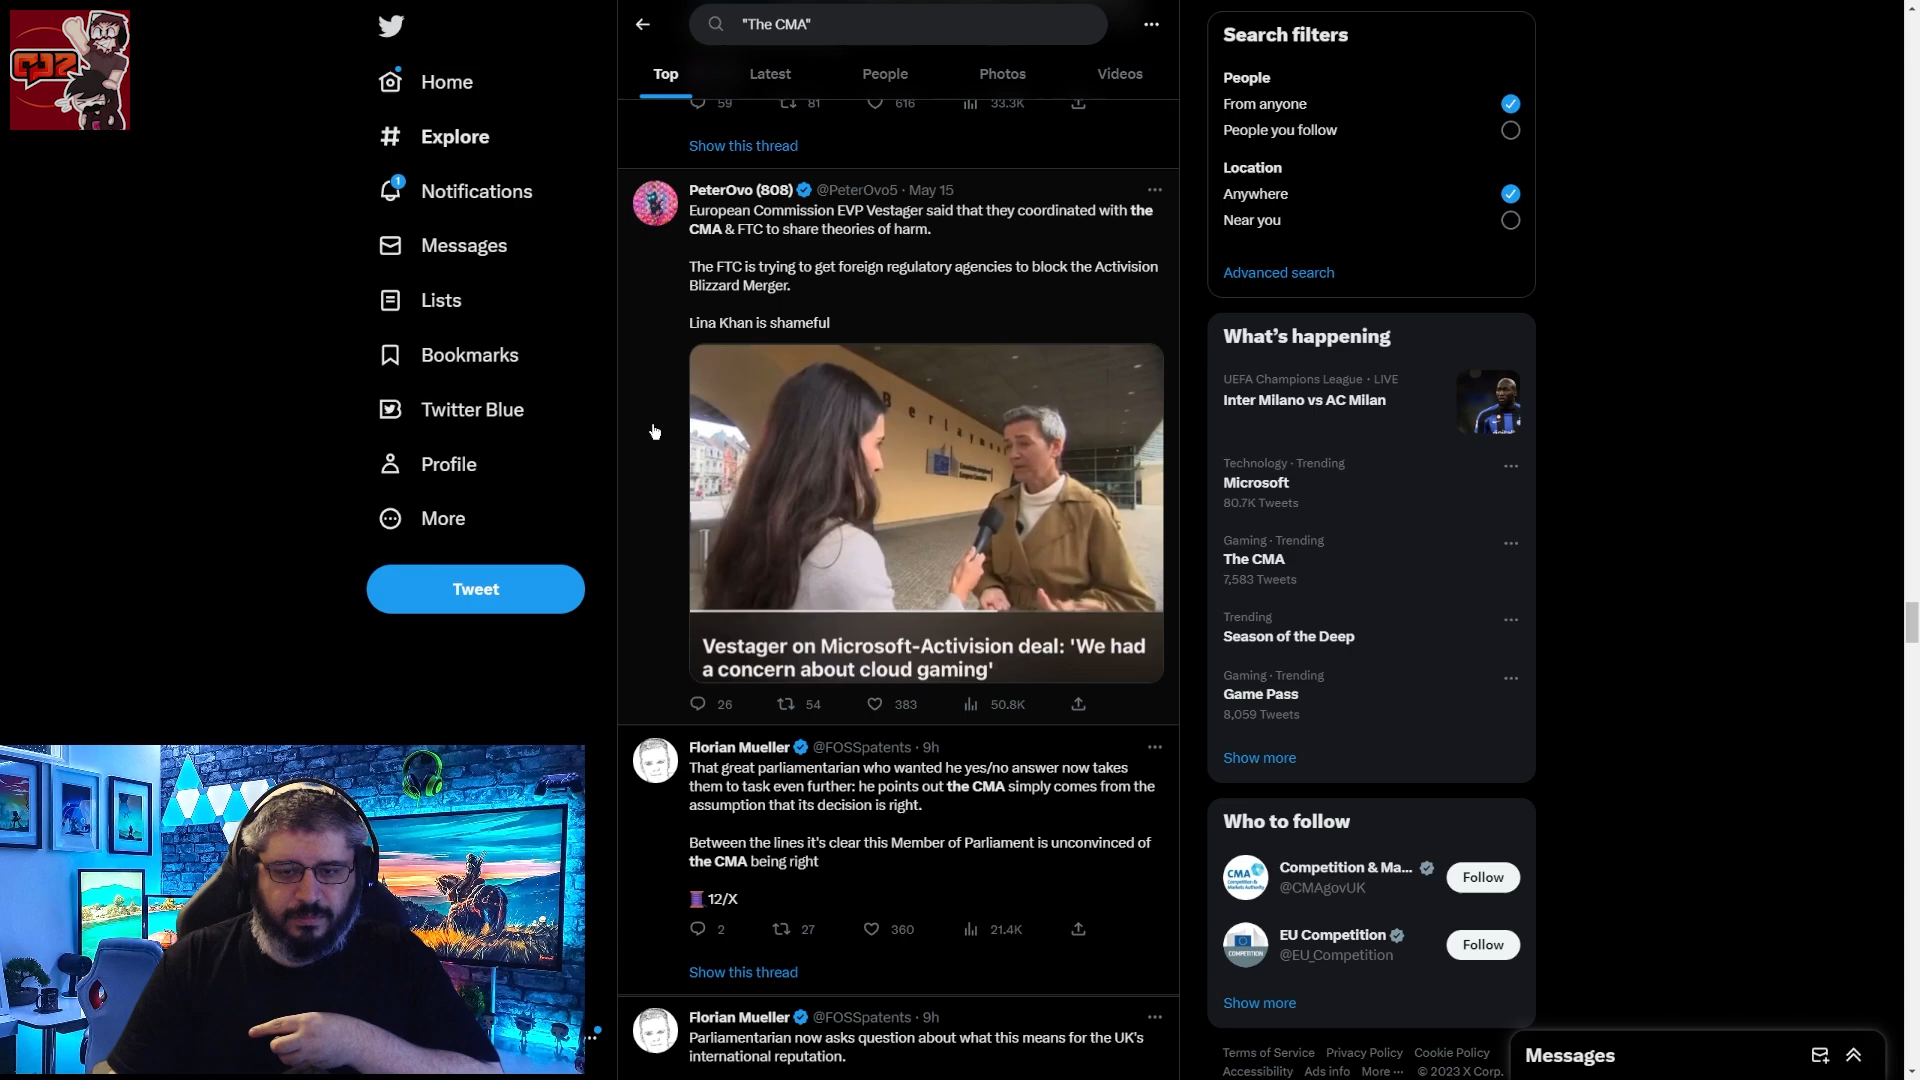 "The CMA"
Top
Latest
People
Photos
Videos
Home
Explore
1
Notifications
Messages
Lists
Bookmarks
Twitter Blue
Profile
More
Tweet
59 81 616 33.3K
Show this thread
PeterOvo (808) @PeterOvo5 · May 15
European Commission EVP Vestager said that they coordinated with the
CMA & FTC to share theories of harm.
The FTC is trying to get foreign regulatory agencies to block the Activision
Blizzard Merger.
Lina Khan is shameful
Berlaymon
Vestager on Microsoft-Activision deal: 'We had
a concern about cloud gaming'
26 54 383 50.8K
Florian Mueller @FOSSpatents · 9h
That great parliamentarian who wanted he yes/no answer now takes
them to task even further: he points out the CMA simply comes from the
assumption that its decision is right.
Between the lines it's clear this Member of Parliament is unconvinced of
the CMA being right
🧵12/X
2 27 360 21.4K
Show this thread
Florian Mueller @FOSSpatents · 9h
Parliamentarian now asks question about what this means for the UK's
international reputation.
Search filters
People
From anyone
People you follow
Location
Anywhere
Near you
Advanced search
What's happening
UEFA Champions League · LIVE
Inter Milano vs AC Milan
Technology · Trending
Microsoft
80.7K Tweets
Gaming · Trending
The CMA
7,583 Tweets
Trending
Season of the Deep
Gaming · Trending
Game Pass
8,059 Tweets
Show more
Who to follow
CMA
Competition &
Markets Authority
Competition & Ma...
@CMAgovUK
Follow
COMPETITION
EU Competition
@EU_Competition
Follow
Show more
Terms of Service Privacy Policy Cookie Policy
Accessibility Ads info More ··· © 2023 X Corp.
Messages